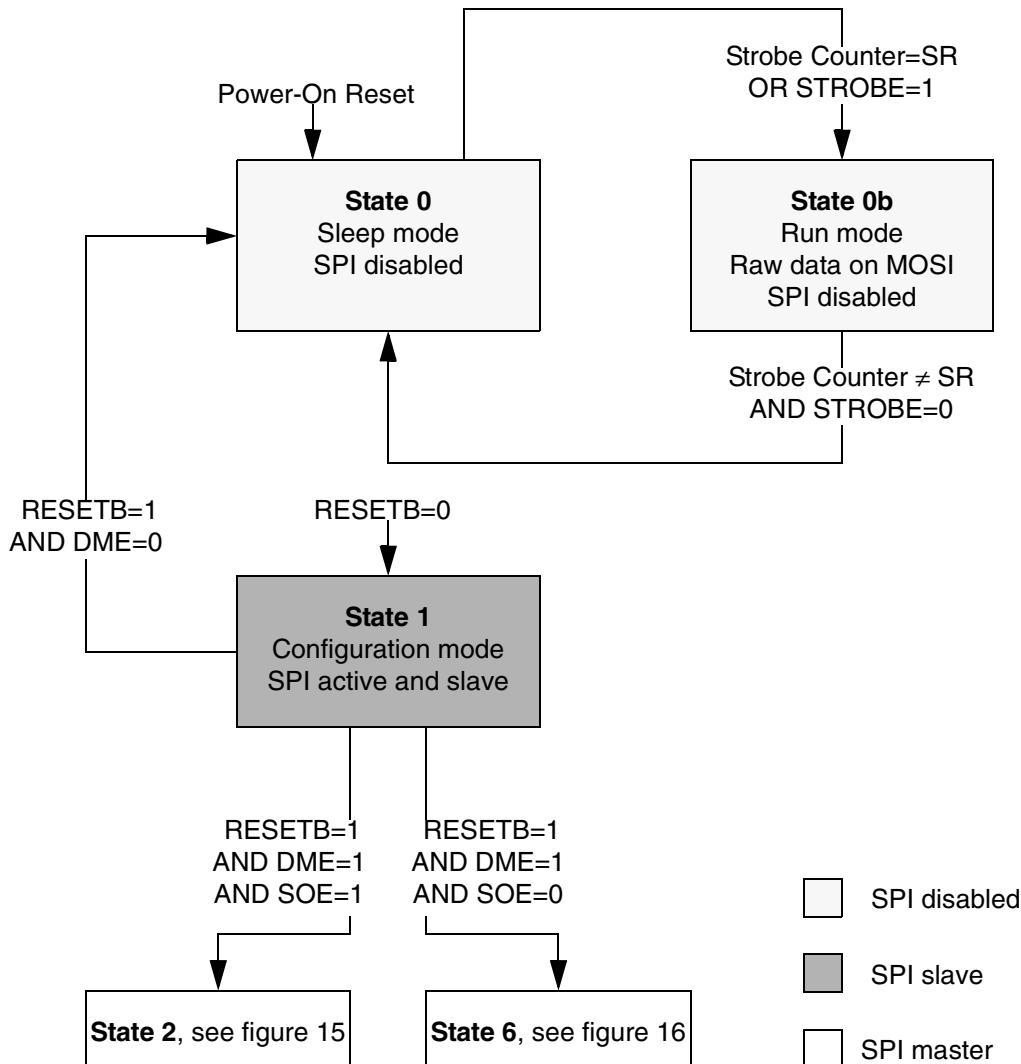 Strobe Counter=SR
OR STROBE=1
Power-On Reset
State 0
Sleep mode
SPI disabled
State 0b
Run mode
Raw data on MOSI
SPI disabled
Strobe Counter ≠ SR
AND STROBE=0
RESETB=1
AND DME=0
RESETB=0
State 1
Configuration mode
SPI active and slave
RESETB=1
AND DME=1
AND SOE=1
RESETB=1
AND DME=1
AND SOE=0
SPI disabled
SPI slave
SPI master
State 2, see figure 15
State 6, see figure 16